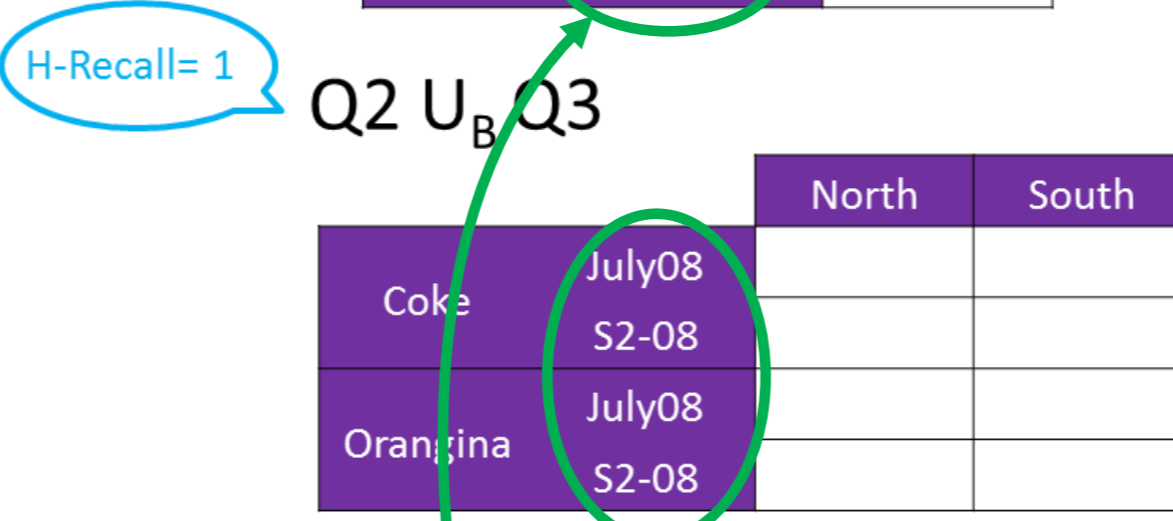 H-Recall= 1
Q2 U_B Q3
North South
Coke
July08
S2-08
Orangina
July08
S2-08